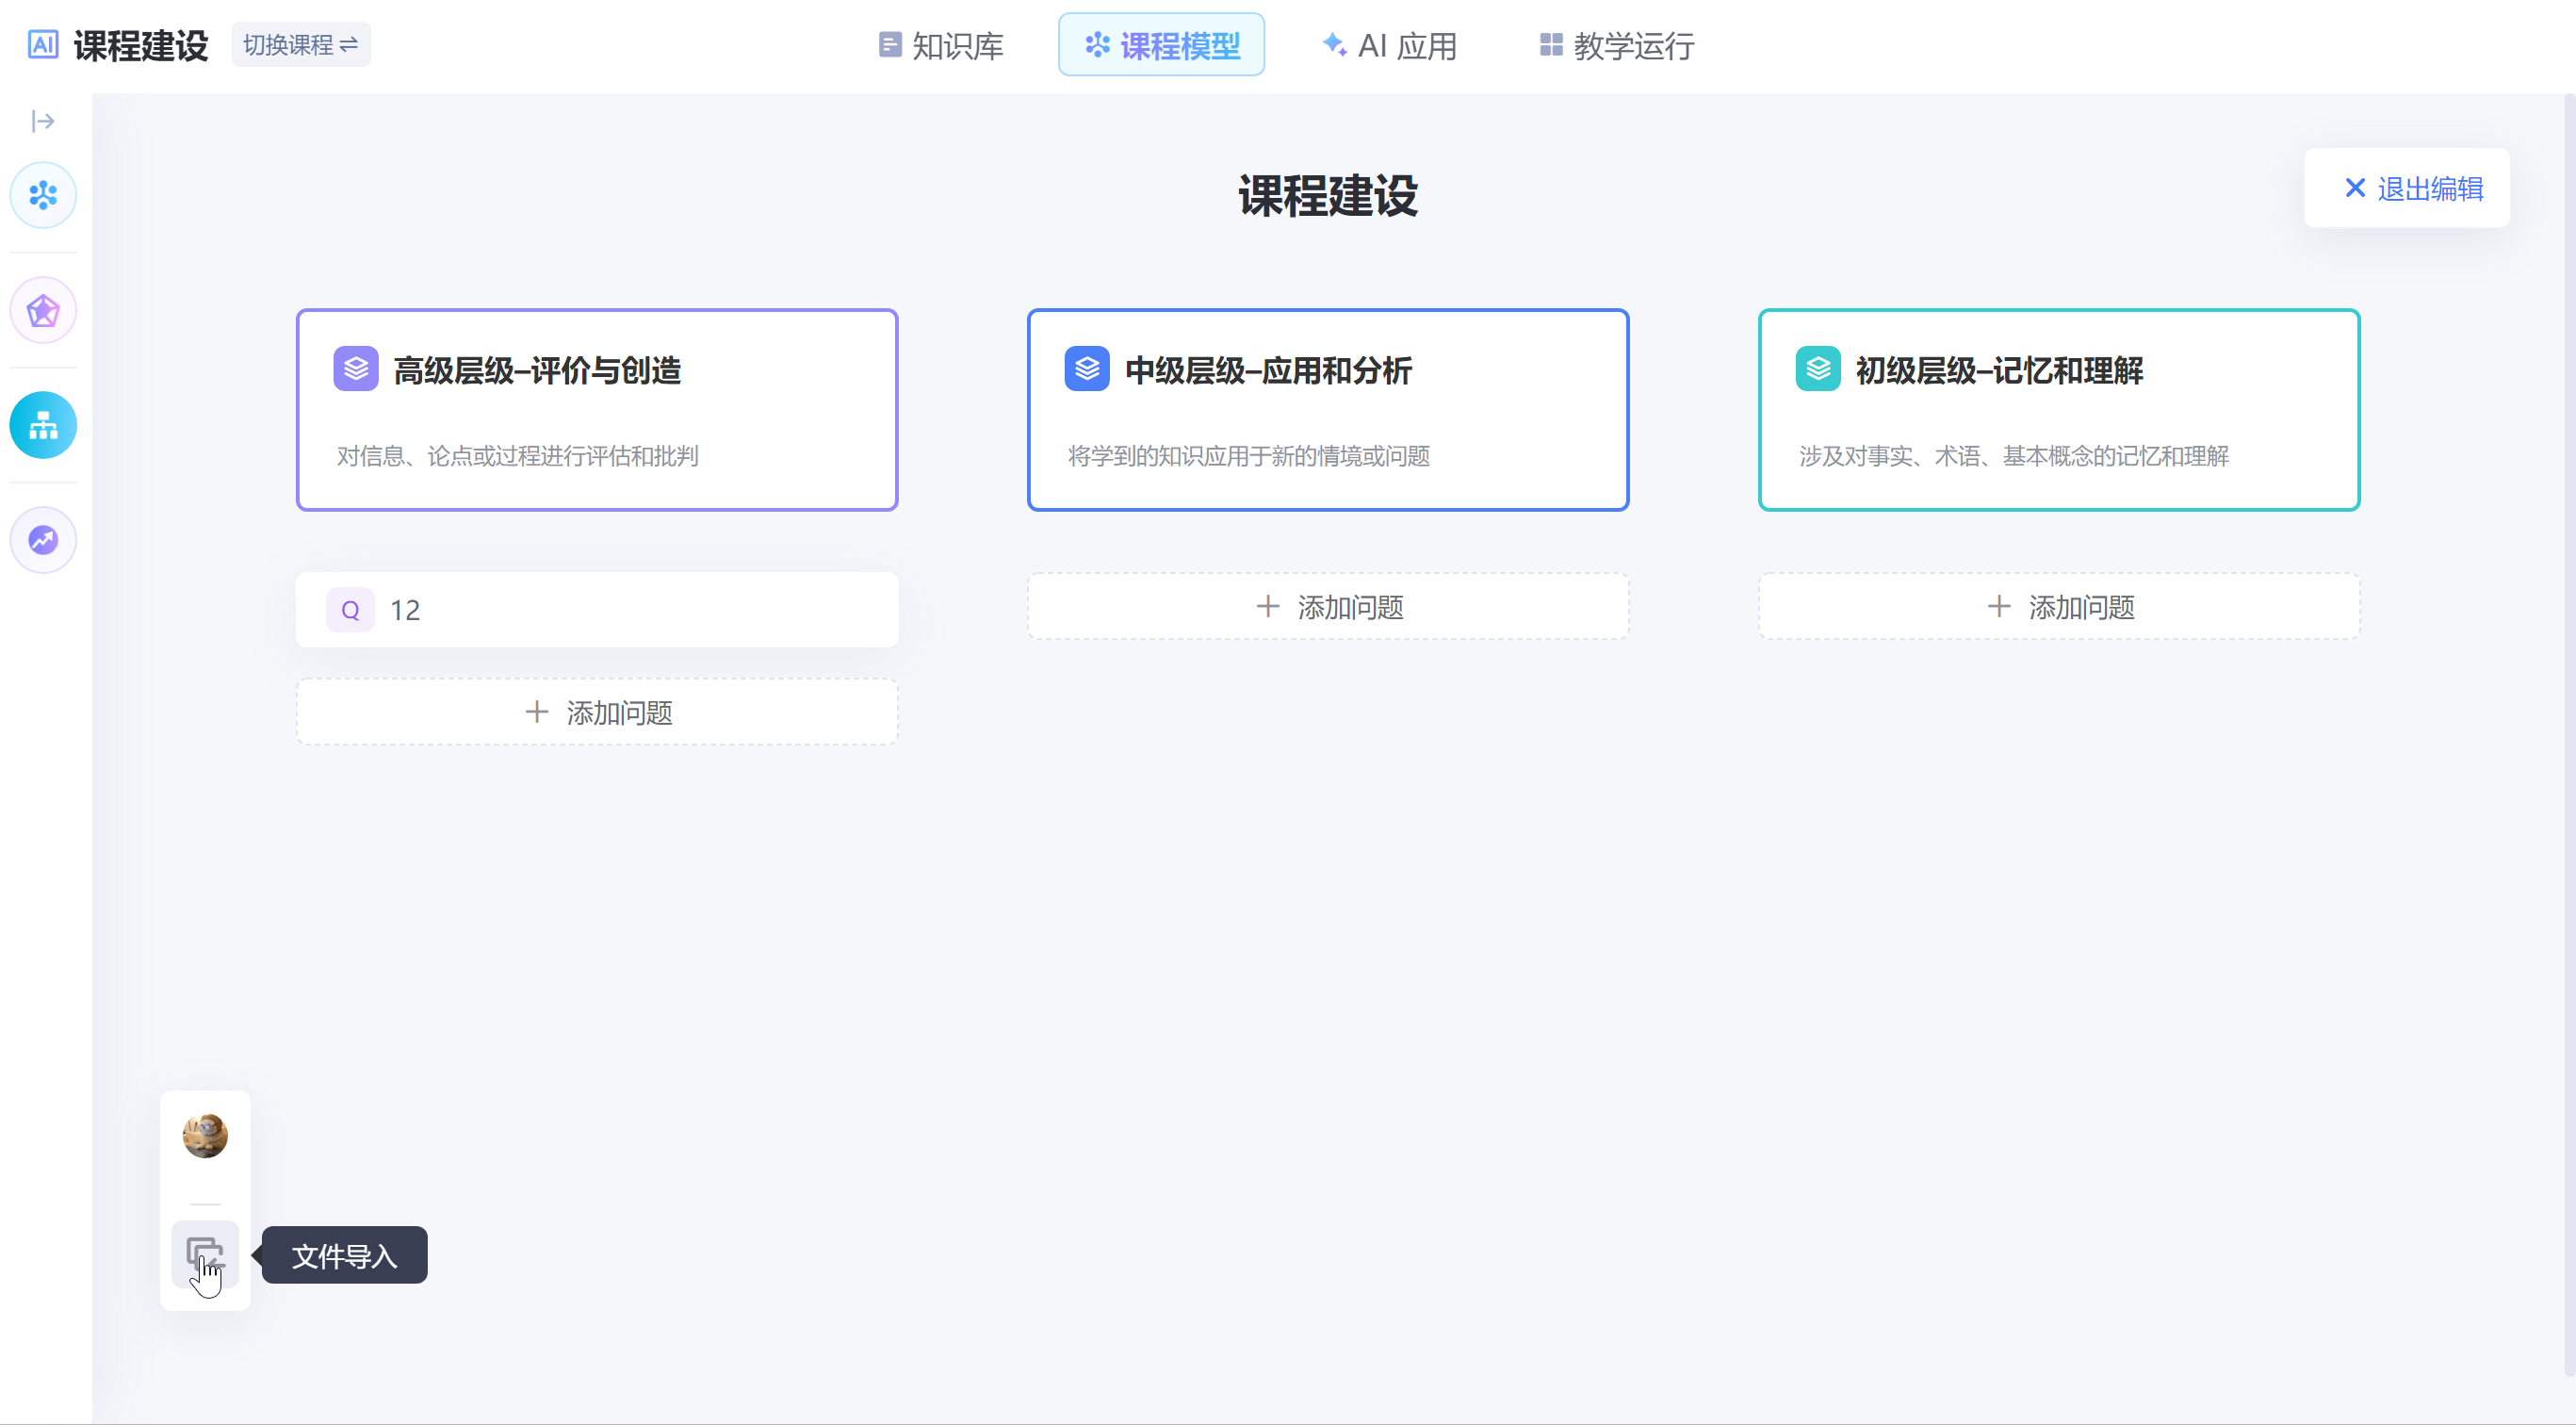 AI 课程建设 切换课程 ⇌
知识库 课程模型 AI 应用 教学运行
课程建设
× 退出编辑
高级层级–评价与创造
对信息、论点或过程进行评估和批判
中级层级–应用和分析
将学到的知识应用于新的情境或问题
初级层级–记忆和理解
涉及对事实、术语、基本概念的记忆和理解
Q 12
+ 添加问题
+ 添加问题
+ 添加问题
文件导入